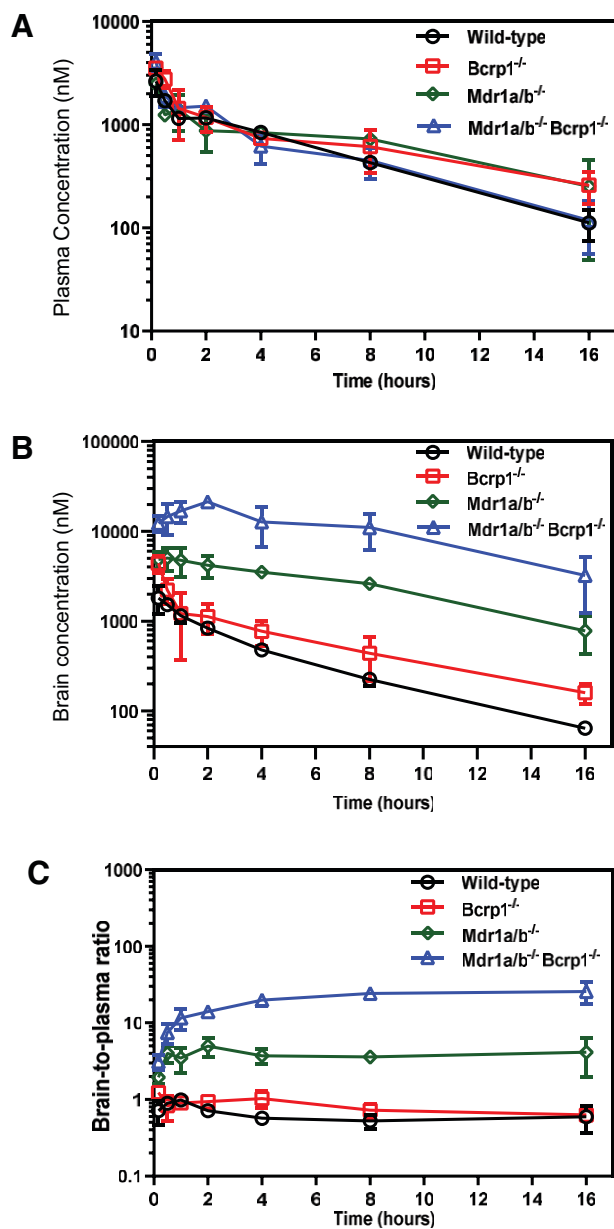 A
Plasma Concentration (nM)
10000
1000
100
10
0
2
4
6
8
10
12
14
16
Time (hours)
Wild-type
Bcrp1-/-
Mdr1a/b-/-
Mdr1a/b-/- Bcrp1-/-
B
Brain concentration (nM)
100000
10000
1000
100
0
2
4
6
8
10
12
14
16
Time (hours)
Wild-type
Bcrp1-/-
Mdr1a/b-/-
Mdr1a/b-/- Bcrp1-/-
C
Brain-to-plasma ratio
1000
100
10
1
0.1
0
2
4
6
8
10
12
14
16
Time (hours)
Wild-type
Bcrp1-/-
Mdr1a/b-/-
Mdr1a/b-/- Bcrp1-/-